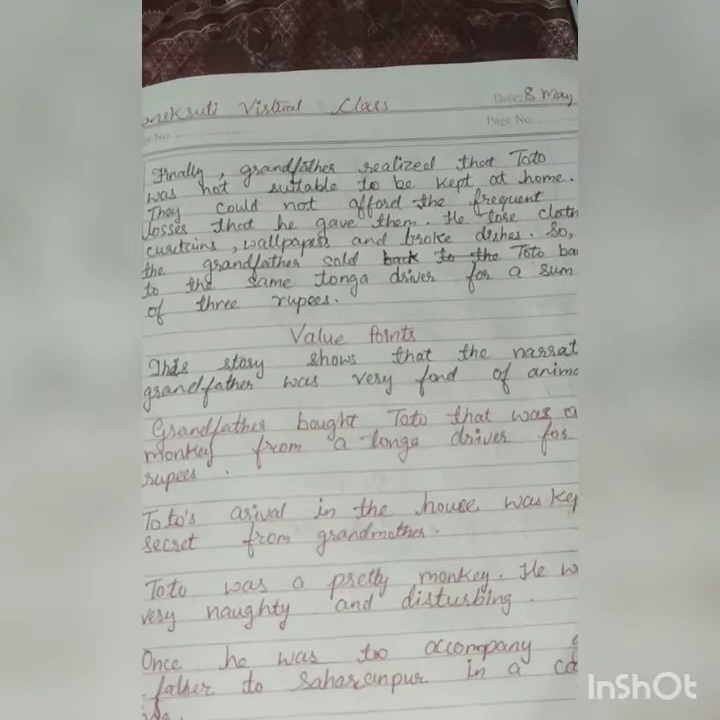 Virtual Class
Date: 8 May
Page No.
Finally, grandfather realized that Toto
was not suitable to be kept at home.
They could not afford the frequent
losses that he gave them. He tore cloth
curtains, wallpapers and broke dishes. So,
the grandfather sold back to the Toto ba
to the same tonga driver for a sum
of three rupees.
Value Points
This story shows that the narrat
grandfather was very fond of anima
Grandfather bought Toto that was a
monkey from a tonga driver for
rupees.
Toto's arival in the house was kep
secret from grandmother.
Toto was a pretty monkey. He w
very naughty and disturbing.
Once he was to accompany g
father to Saharanpur in a ca
InShOt